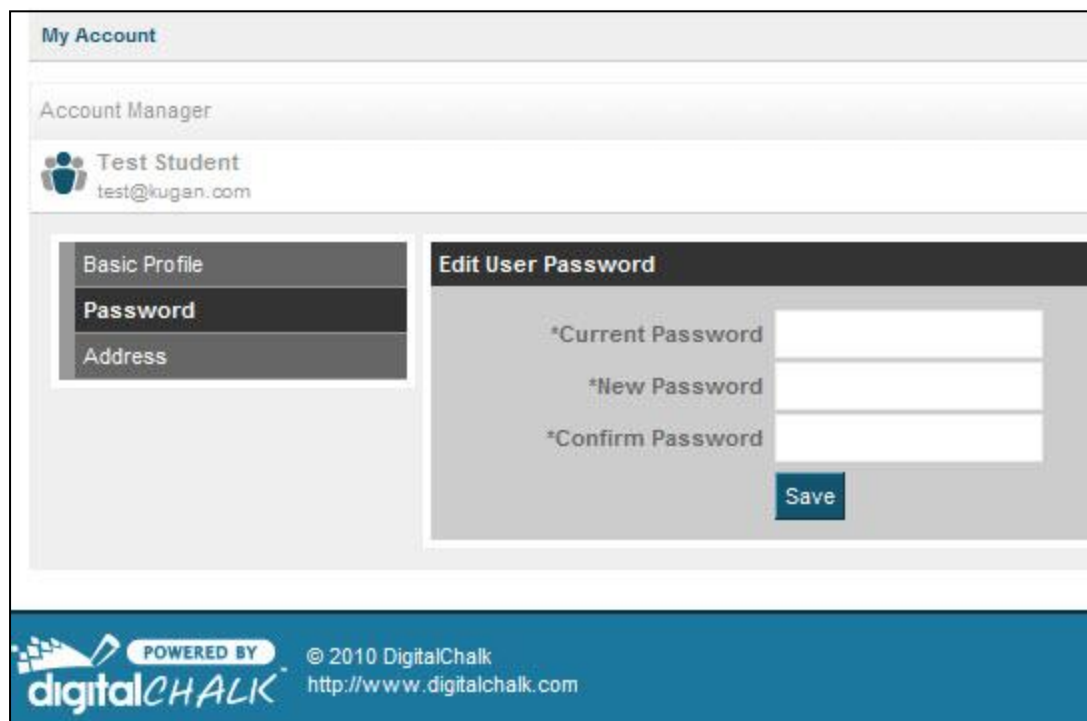 My Account
Account Manager
Test Student
test@kugan.com
Basic Profile
Password
Address
Edit User Password
*Current Password
*New Password
*Confirm Password
Save
POWERED BY
digitalCHALK
© 2010 DigitalChalk
http://www.digitalchalk.com